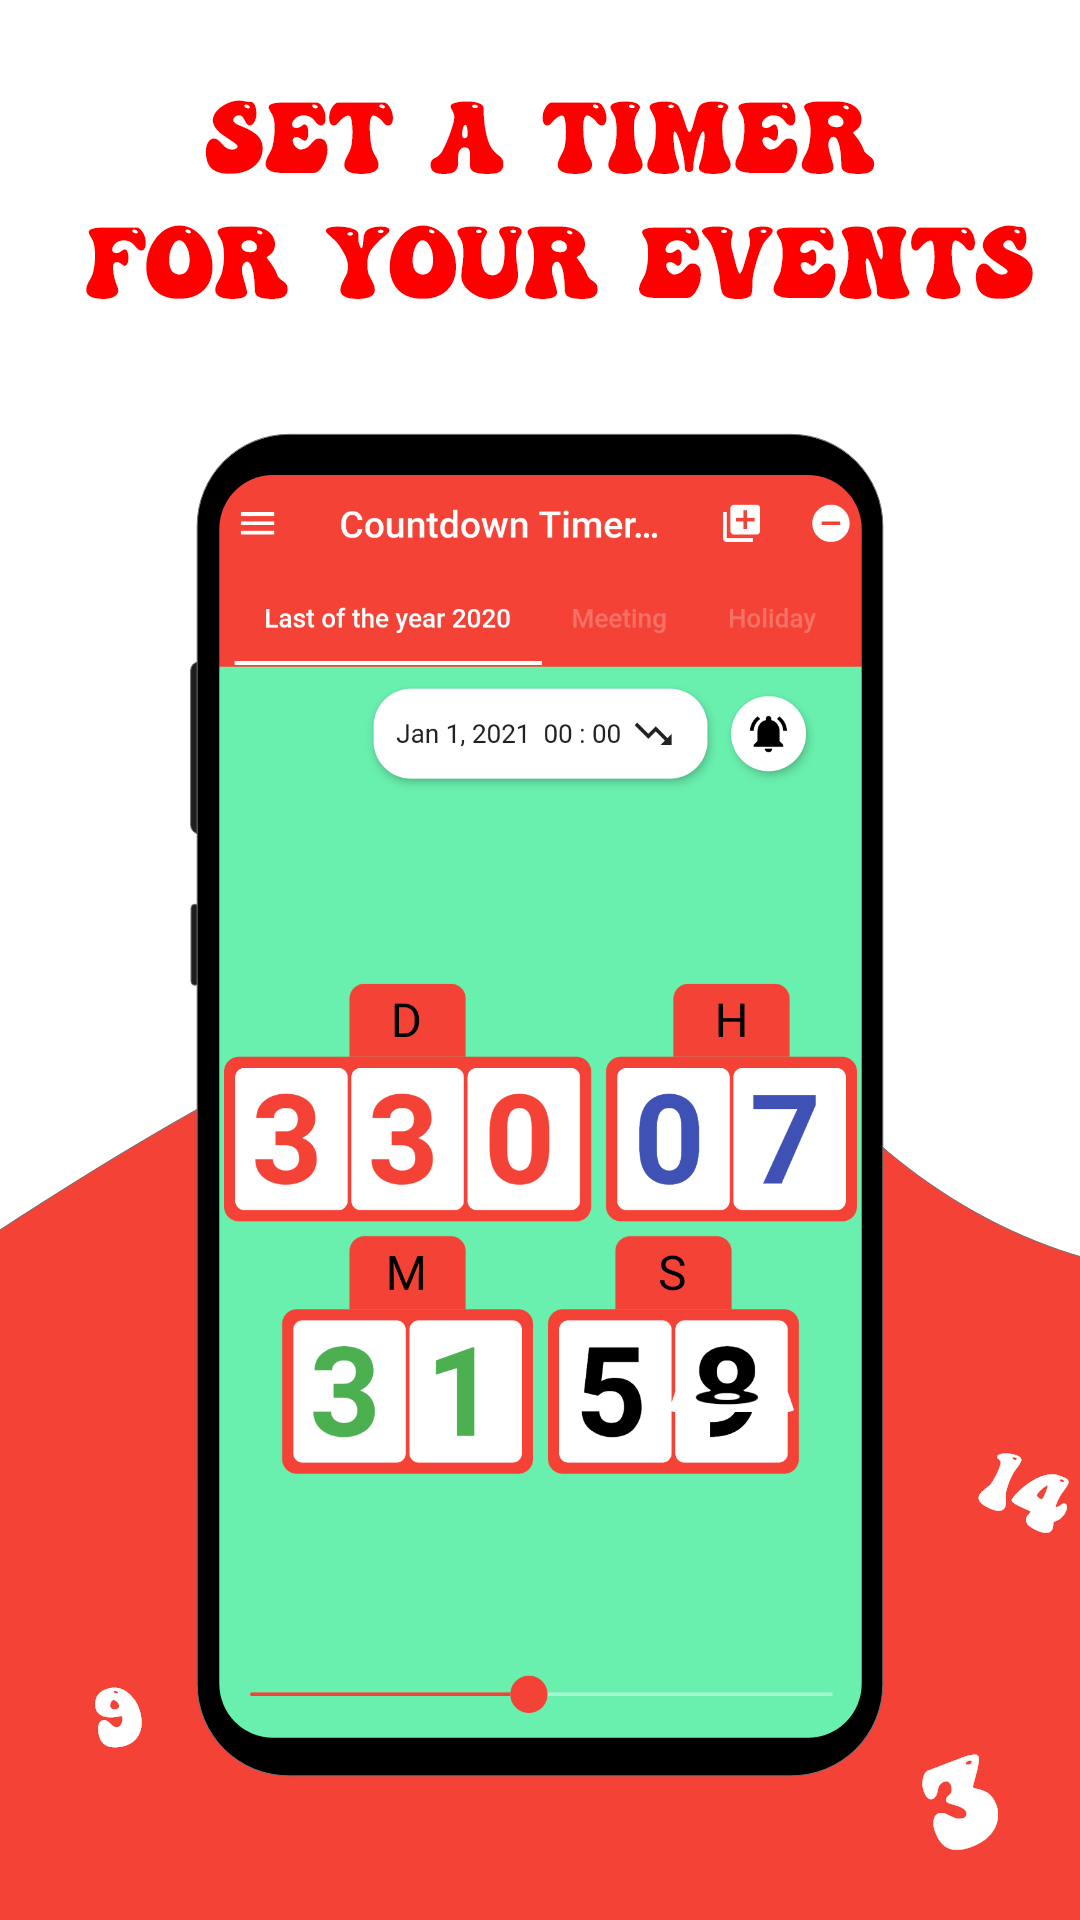 SET A TIMER
FOR YOUR EVENTS
Countdown Timer...
Last of the year 2020 Meeting Holiday
Jan 1, 2021 00 : 00
D H
330 07
M S
31 5
14
9
3